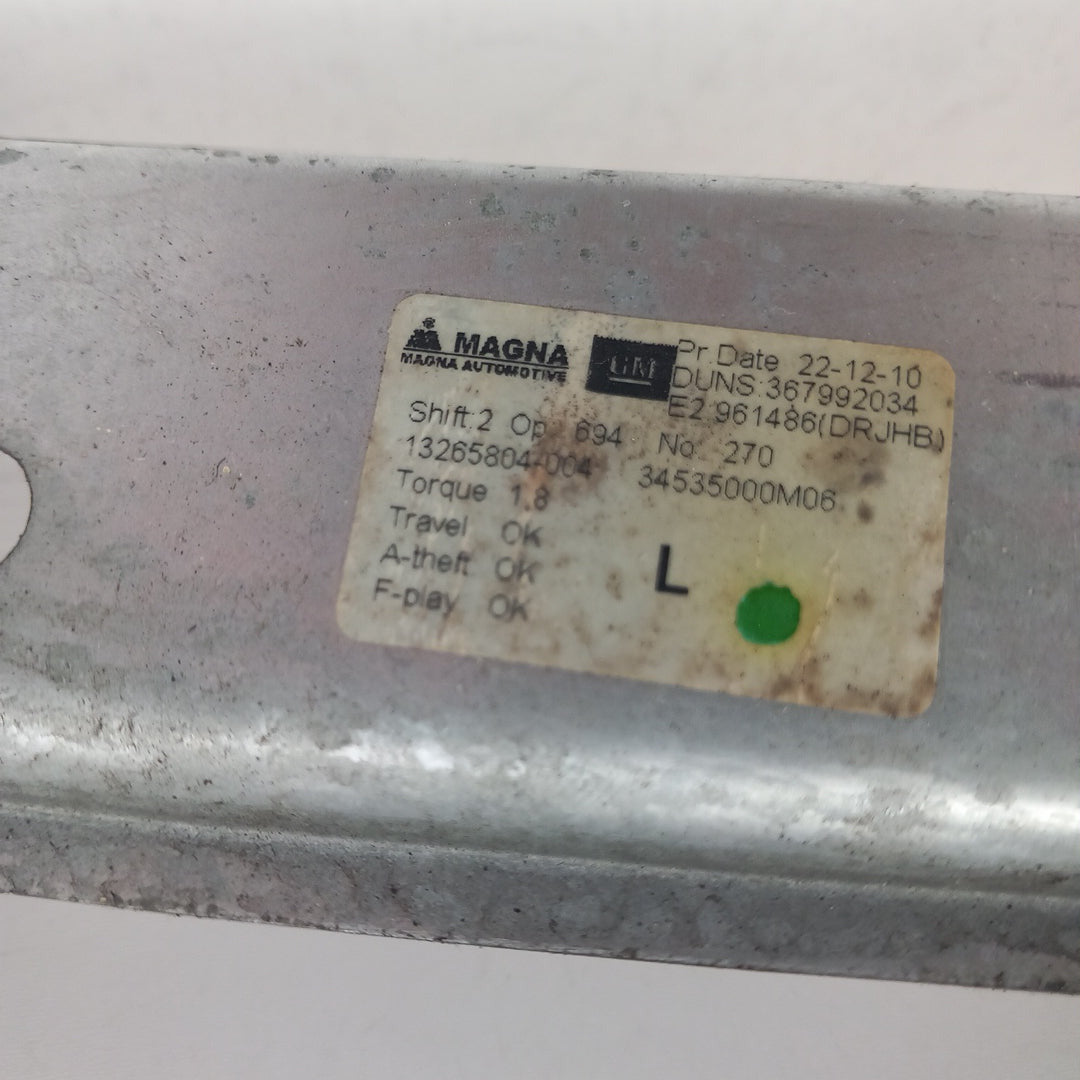 MAGNA
MAGNA AUTOMOTIVE
GM
Pr.Date 22-12-10
DUNS:367992034
E2:961486(DRJHB)
Shift:2 Op. 694 No. 270
13265804-004 34535000M06
Torque 1.8
Travel OK
A-theft OK
F-play OK
L